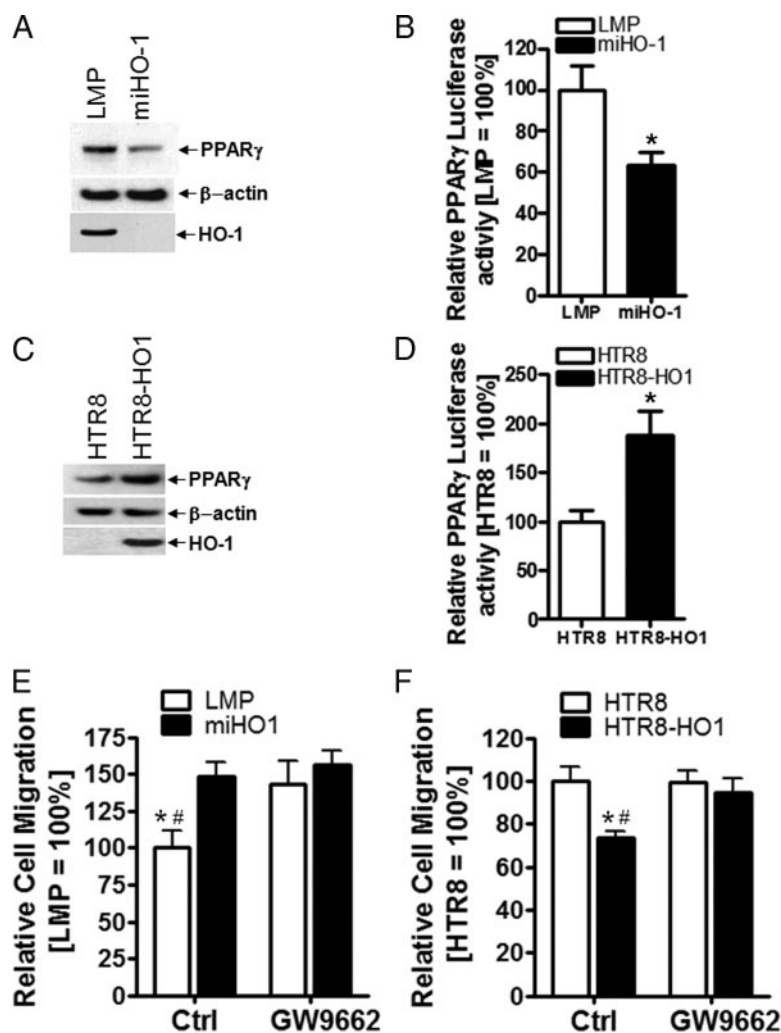 A
LMP
miHO-1
PPARγ
β-actin
HO-1
B
LMP
miHO-1
Relative PPARγ Luciferase
activiy [LMP = 100%]
120
100
80
60
40
20
0
*
LMP miHO-1
C
HTR8
HTR8-HO1
PPARγ
β-actin
HO-1
D
HTR8
HTR8-HO1
Relative PPARγ Luciferase
activiy [HTR8 = 100%]
250
200
150
100
50
0
*
HTR8 HTR8-HO1
E
LMP
miHO1
Relative Cell Migration
[LMP = 100%]
175
150
125
100
75
50
25
0
*#
Ctrl GW9662
F
HTR8
HTR8-HO1
Relative Cell Migration
[HTR8 = 100%]
120
100
80
60
40
20
0
*#
Ctrl GW9662